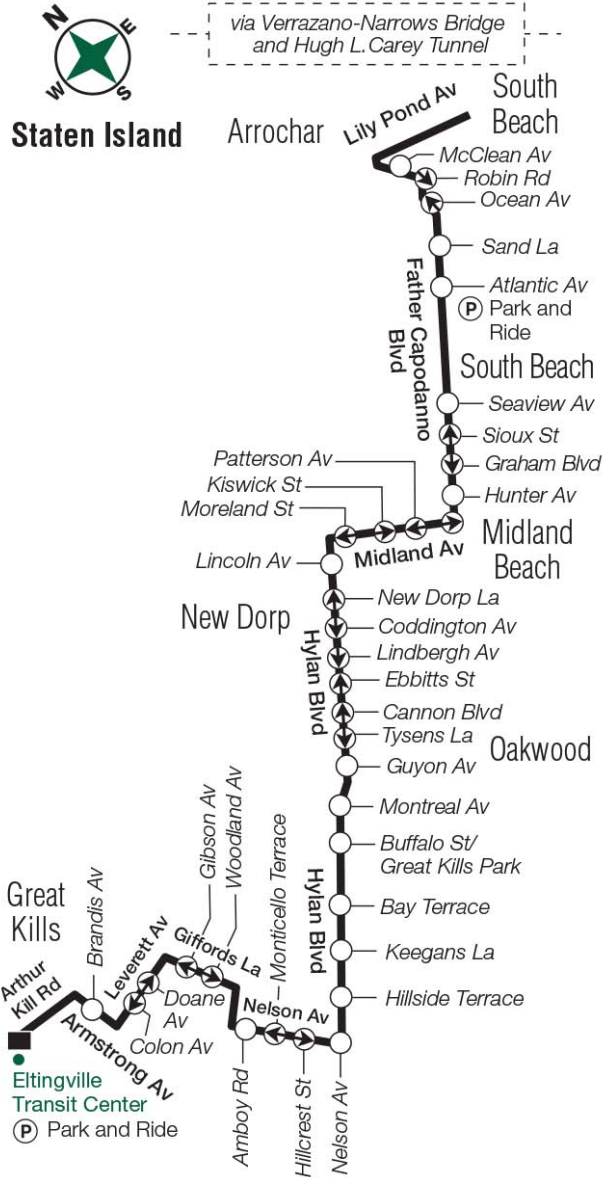 N
E
W
S
via Verrazano-Narrows Bridge
and Hugh L. Carey Tunnel
Staten Island
Arrochar
Lily Pond Av
South
Beach
McClean Av
Robin Rd
Ocean Av
Sand La
Atlantic Av
P Park and
Ride
Father Capodanno
Blvd
South Beach
Seaview Av
Sioux St
Graham Blvd
Hunter Av
Patterson Av
Kiswick St
Moreland St
Midland Av
Midland
Beach
Lincoln Av
New Dorp
New Dorp La
Coddington Av
Lindbergh Av
Ebbitts St
Cannon Blvd
Tysens La
Hylan Blvd
Oakwood
Guyon Av
Montreal Av
Buffalo St/
Great Kills Park
Hylan Blvd
Bay Terrace
Keegans La
Hillside Terrace
Great
Kills
Arthur
Kill Rd
Brandis Av
Leverett Av
Gibson Av
Woodland Av
Giffords La
Monticello Terrace
Nelson Av
Doane
Av
Colon Av
Armstrong Av
Amboy Rd
Hillcrest St
Nelson Av
Eltingville
Transit Center
P Park and Ride